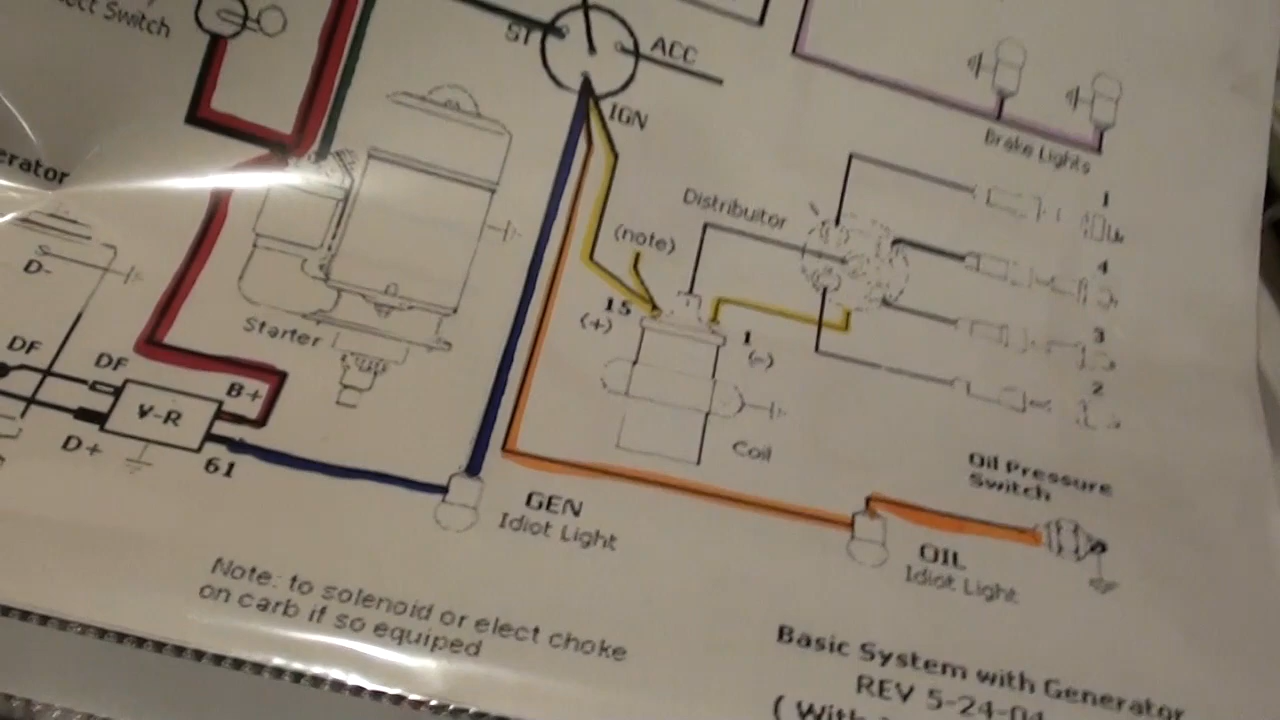 ect Switch
ST
ACC
IGN
Brake Lights
erator
Distribuitor
1
(note)
4
D-
15
(+)
Starter
1
(-)
3
DF
DF
B+
2
V-R
D+
61
Coil
Oil Pressure
Switch
GEN
Idiot Light
OIL
Idiot Light
Note: to solenoid or elect choke
on carb if so equiped
Basic System with Generator
REV 5-24-04
( With